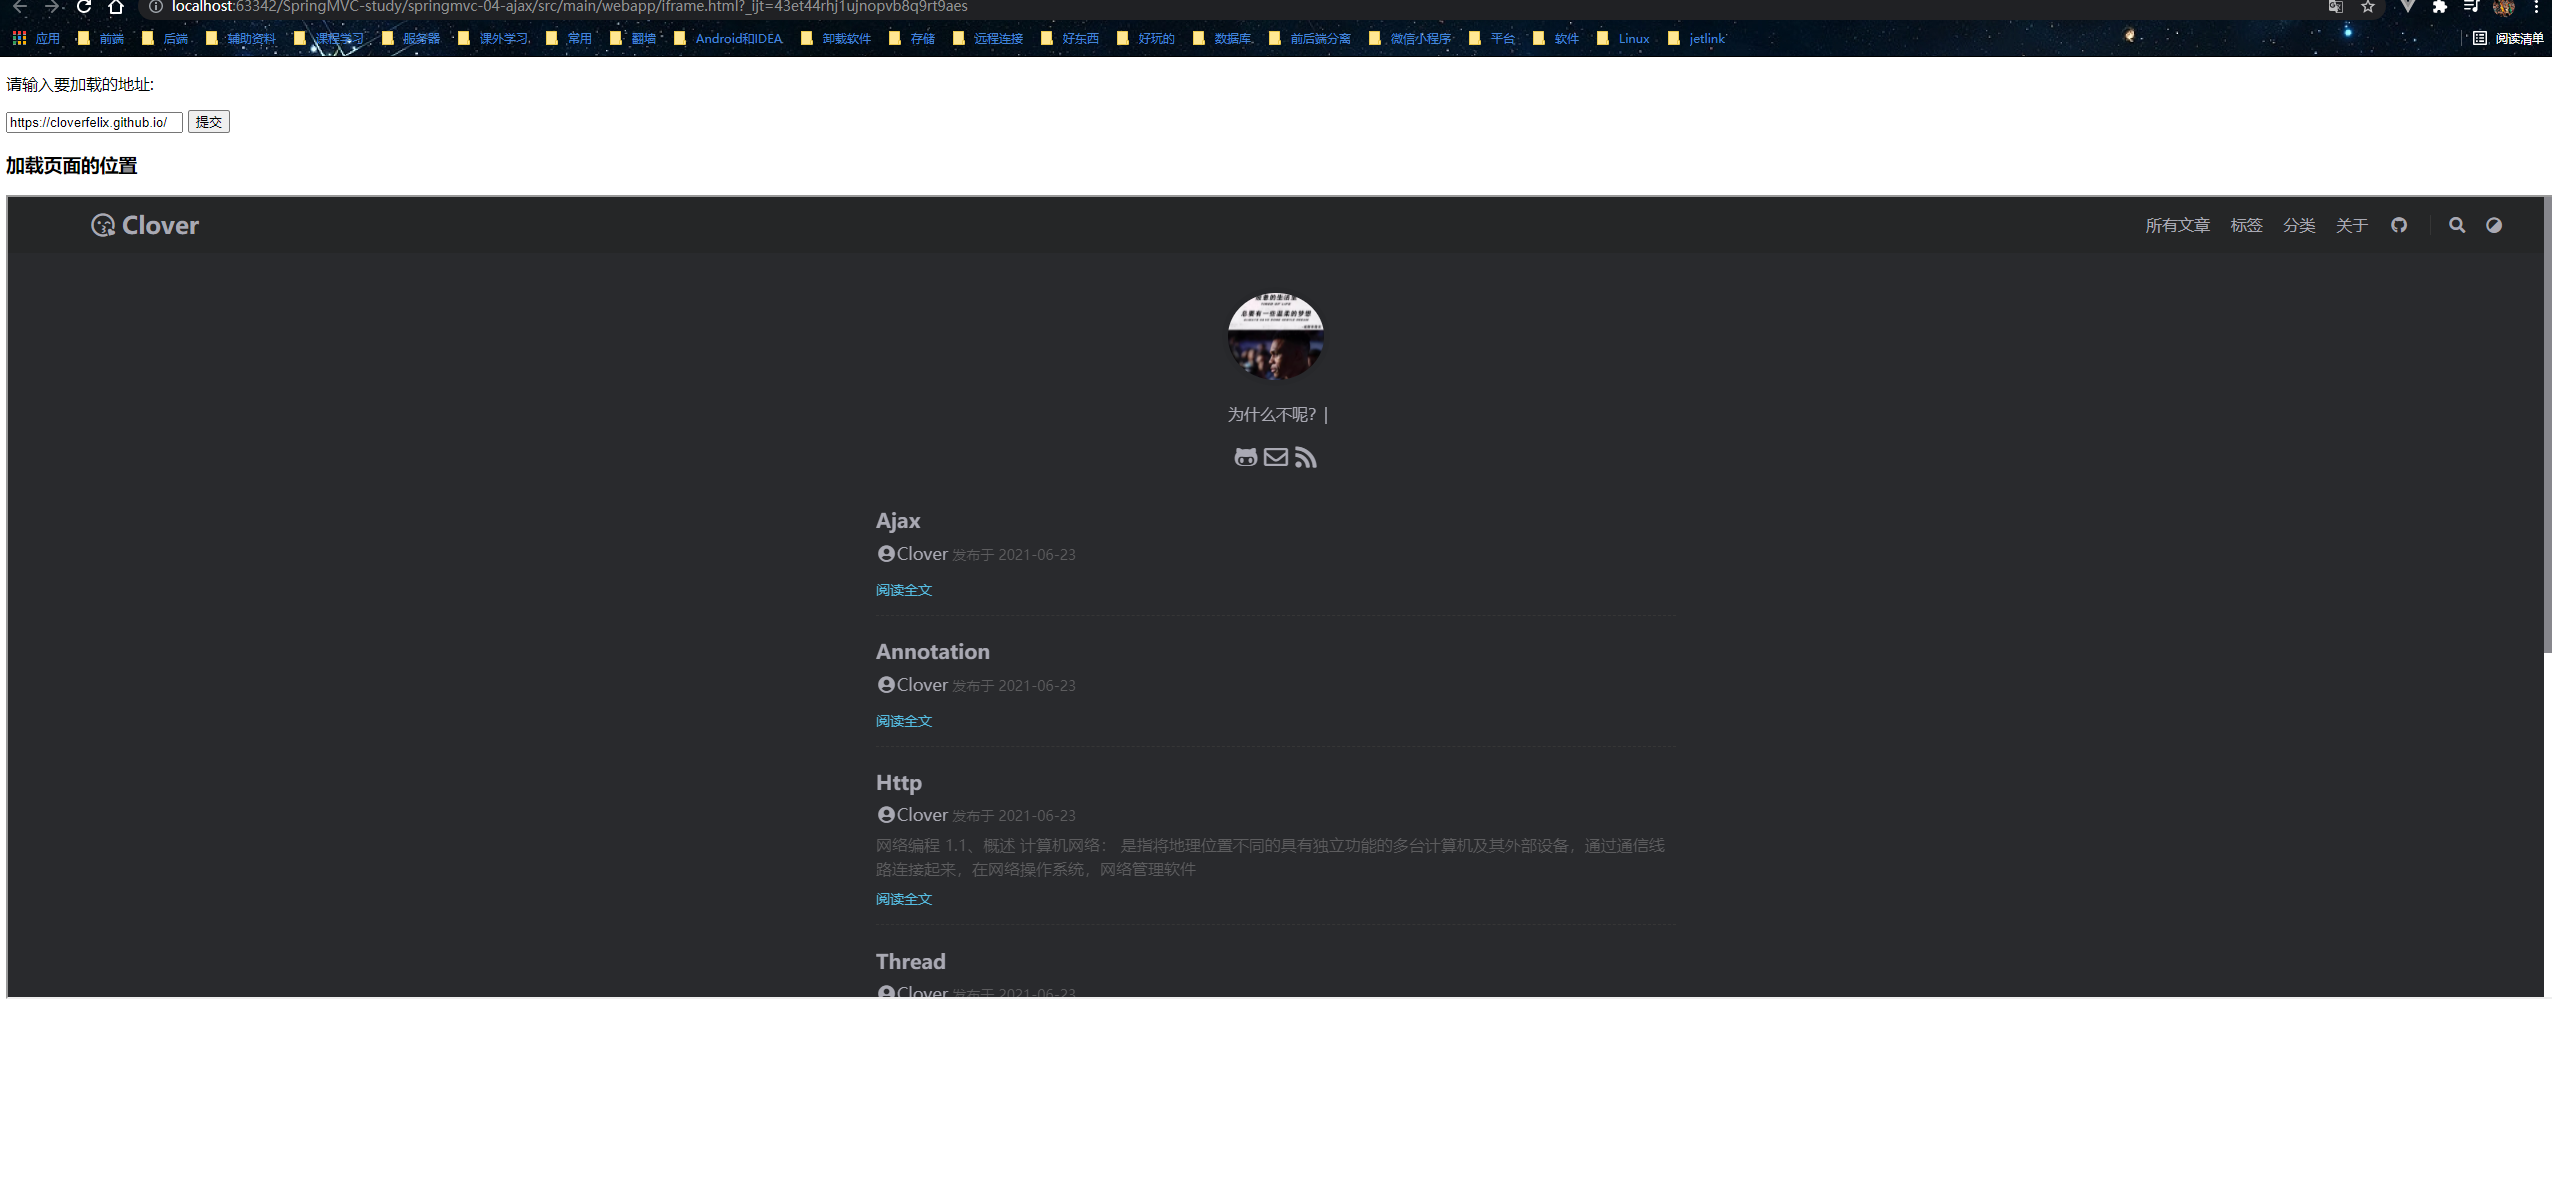 localhost:63342/SpringMVC-study/springmvc-04-ajax/src/main/webapp/iframe.html?_ijt=43et44rhj1ujnopvb8q9rt9aes
应用 前端 后端 辅助资料 课程学习 服务器 课外学习 常用 翻墙 Android和IDEA 卸载软件 存储 远程连接 好东西 好玩的 数据库 前后端分离 微信小程序 平台 软件 Linux jetlink 阅读清单
请输入要加载的地址:
https://cloverfelix.github.io/ 提交
加载页面的位置
Clover 所有文章 标签 分类 关于
总要有一些温柔的梦想
为什么不呢？|
Ajax
Clover 发布于 2021-06-23
阅读全文
Annotation
Clover 发布于 2021-06-23
阅读全文
Http
Clover 发布于 2021-06-23
网络编程 1.1、概述 计算机网络： 是指将地理位置不同的具有独立功能的多台计算机及其外部设备，通过通信线
路连接起来，在网络操作系统，网络管理软件
阅读全文
Thread
Clover 发布于 2021-06-23